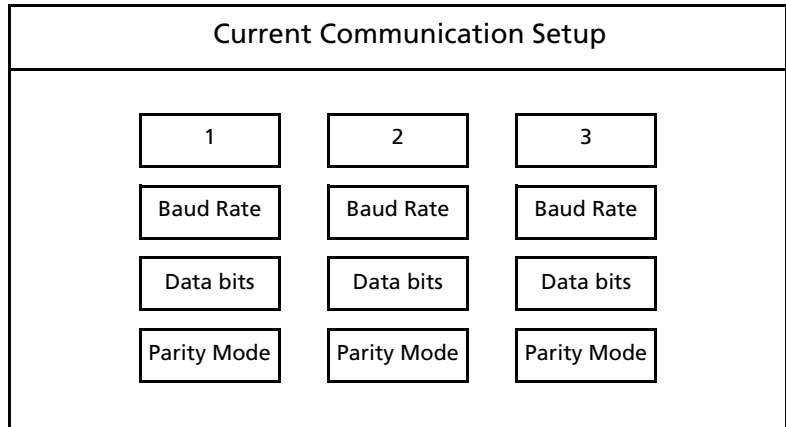 Current Communication Setup
1 2 3
Baud Rate Baud Rate Baud Rate
Data bits Data bits Data bits
Parity Mode Parity Mode Parity Mode